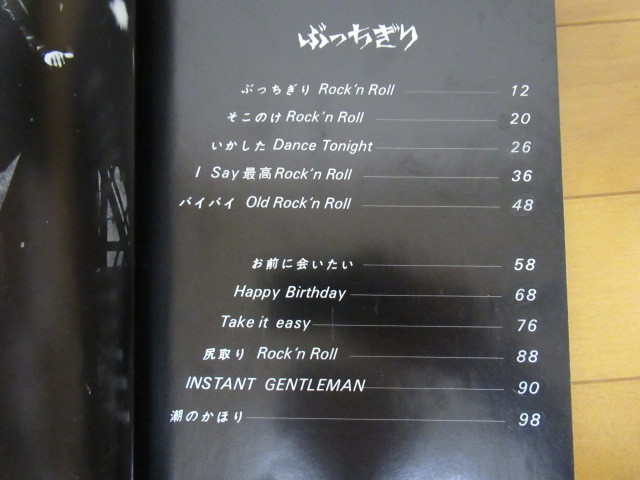 ぶっちぎり
ぶっちぎり Rock'n Roll 12
そこのけ Rock'n Roll 20
いかした Dance Tonight 26
I Say 最高 Rock'n Roll 36
バイバイ Old Rock'n Roll 48
お前に会いたい 58
Happy Birthday 68
Take it easy 76
尻取り Rock'n Roll 88
INSTANT GENTLEMAN 90
潮のかほり 98